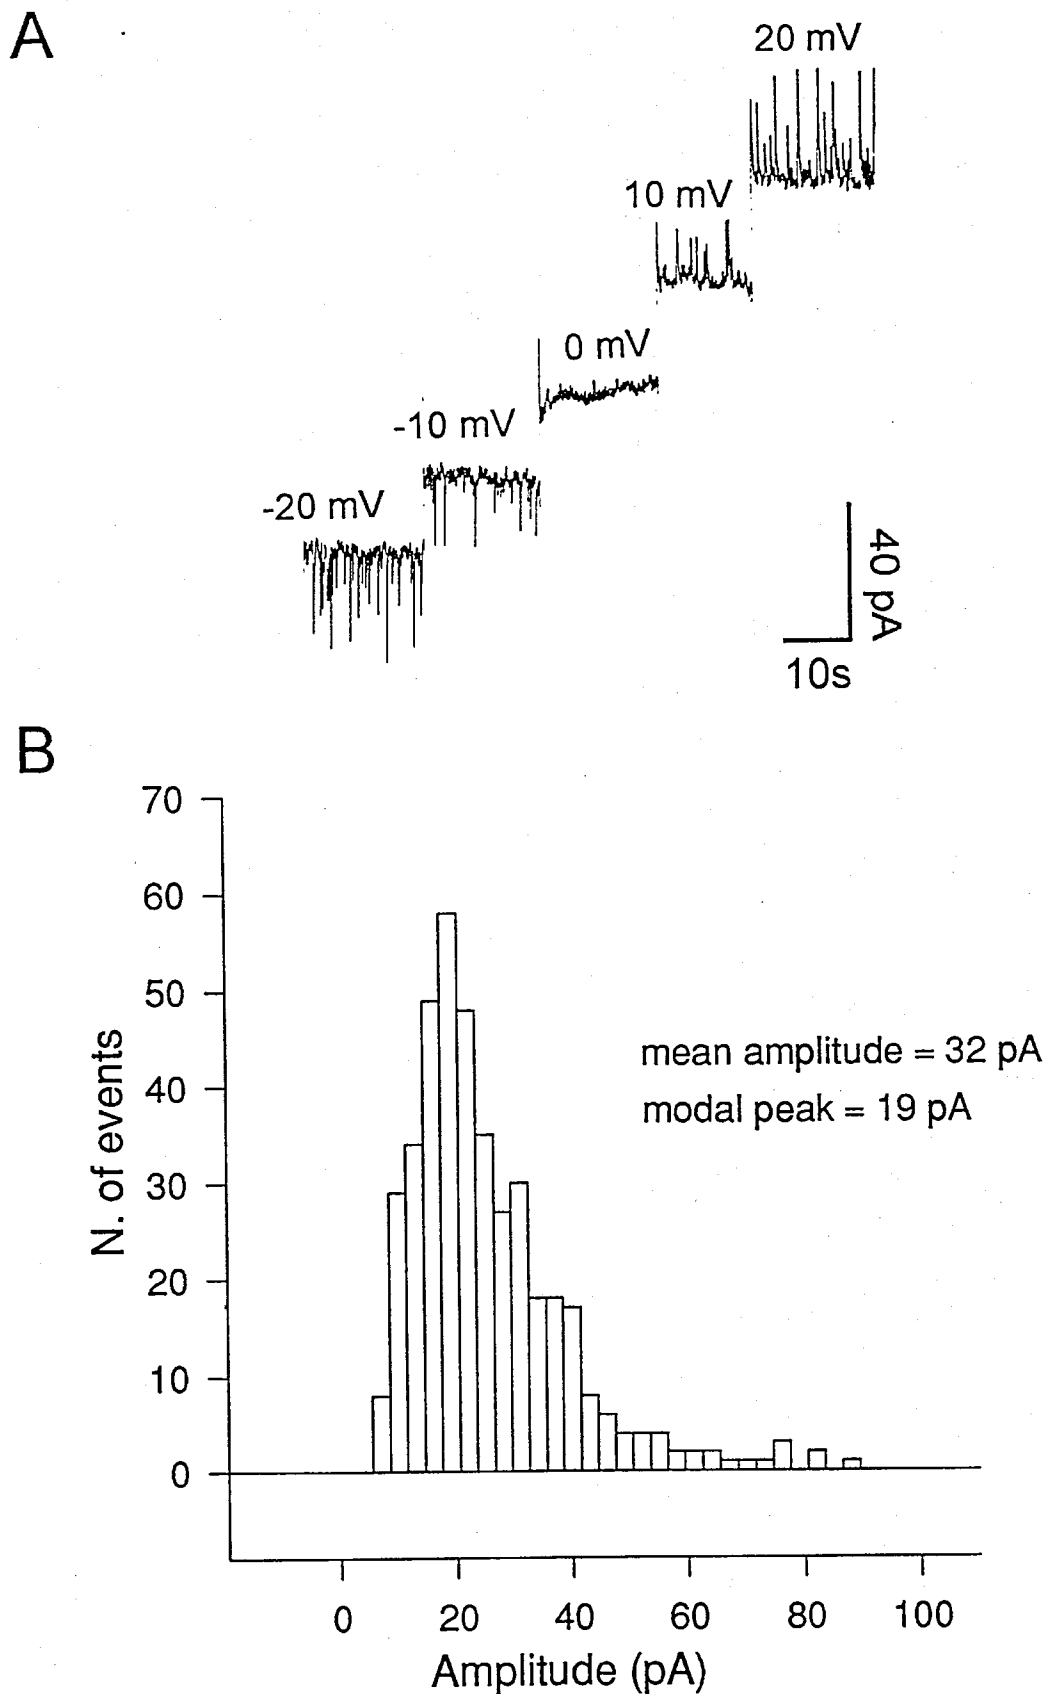 A
20 mV
10 mV
0 mV
-10 mV
-20 mV
40 pA
10s
B
70
60
50
40
30
20
10
0
N. of events
mean amplitude = 32 pA
modal peak = 19 pA
0 20 40 60 80 100
Amplitude (pA)